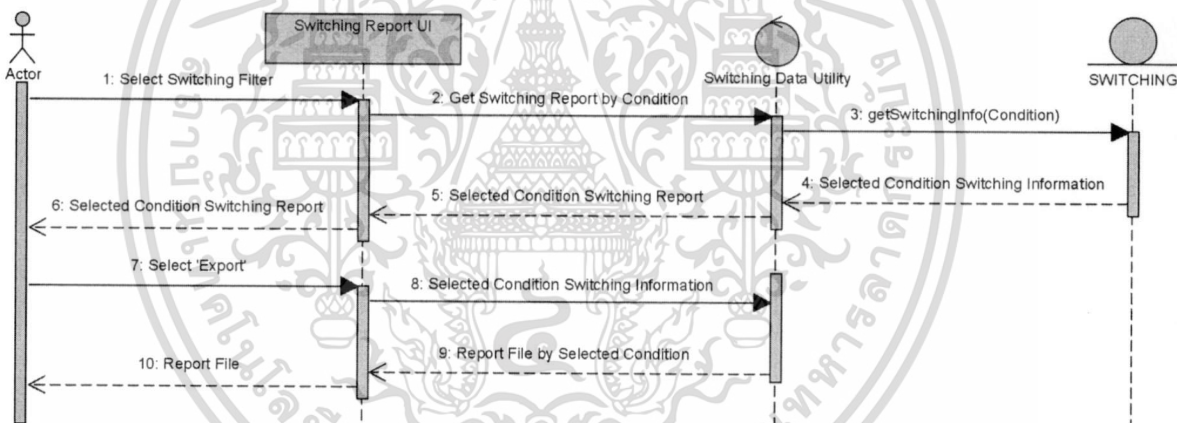 Switching Report UI
Actor
Switching Data Utility
SWITCHING
1: Select Switching Filter
2: Get Switching Report by Condition
3: getSwitchingInfo(Condition)
4: Selected Condition Switching Information
5: Selected Condition Switching Report
6: Selected Condition Switching Report
7: Select 'Export'
8: Selected Condition Switching Information
9: Report File by Selected Condition
10: Report File